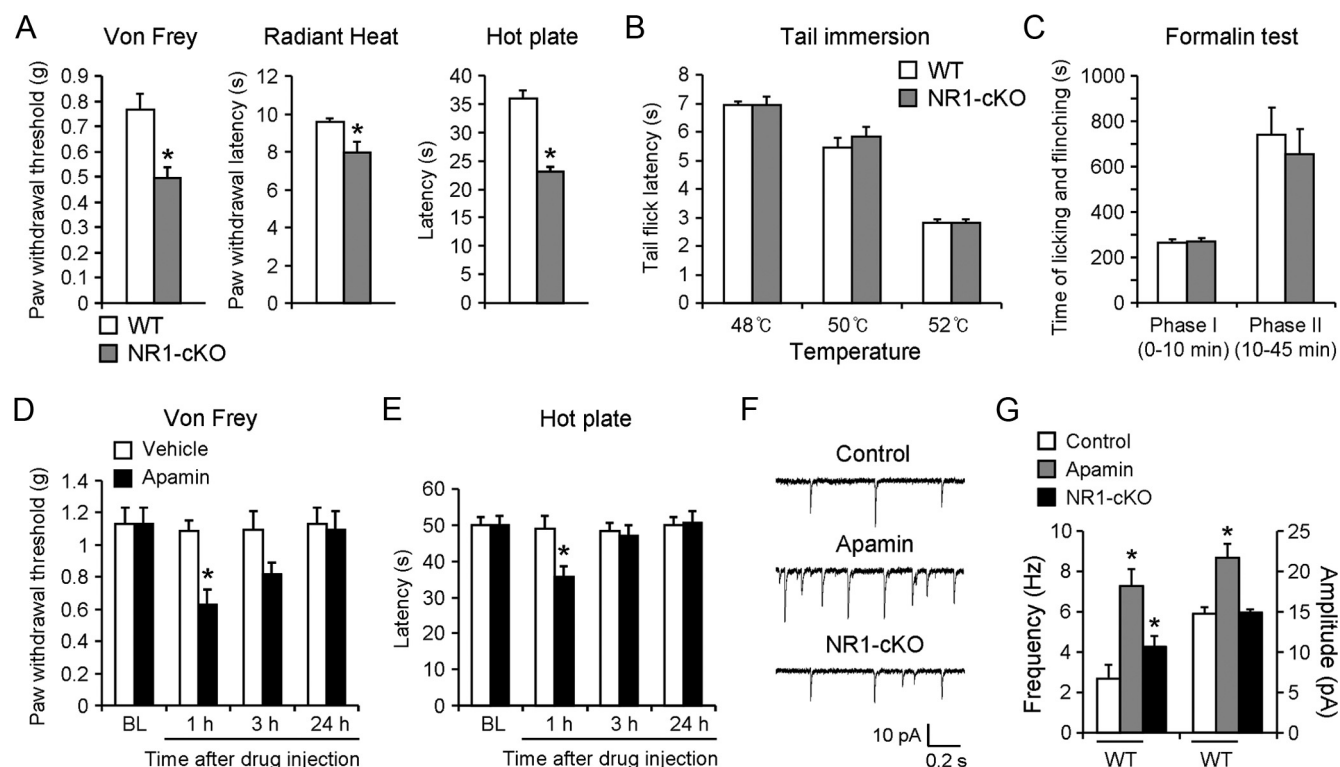 A
Von Frey
Radiant Heat
Hot plate
Paw withdrawal threshold (g)
0.9
0.8
0.7
0.6
0.5
0.4
0.3
0.2
0.1
0
*
WT
NR1-cKO
Paw withdrawal latency (s)
12
10
8
6
4
2
0
*
Latency (s)
40
35
30
25
20
15
10
5
0
*
B
Tail immersion
WT
NR1-cKO
Tail flick latency (s)
8
7
6
5
4
3
2
1
0
48℃ 50℃ 52℃
Temperature
C
Formalin test
Time of licking and flinching (s)
1000
800
600
400
200
0
Phase I Phase II
(0-10 min) (10-45 min)
D
Von Frey
Vehicle
Apamin
Paw withdrawal threshold (g)
1.4
1.2
1
0.8
0.6
0.4
0.2
0
*
BL 1 h 3 h 24 h
Time after drug injection
E
Hot plate
Latency (s)
60
50
40
30
20
10
0
*
BL 1 h 3 h 24 h
Time after drug injection
F
Control
Apamin
NR1-cKO
10 pA
0.2 s
G
Control
Apamin
NR1-cKO
Frequency (Hz)
10
8
6
4
2
0
* * *
Amplitude (pA)
25
20
15
10
5
0
WT WT